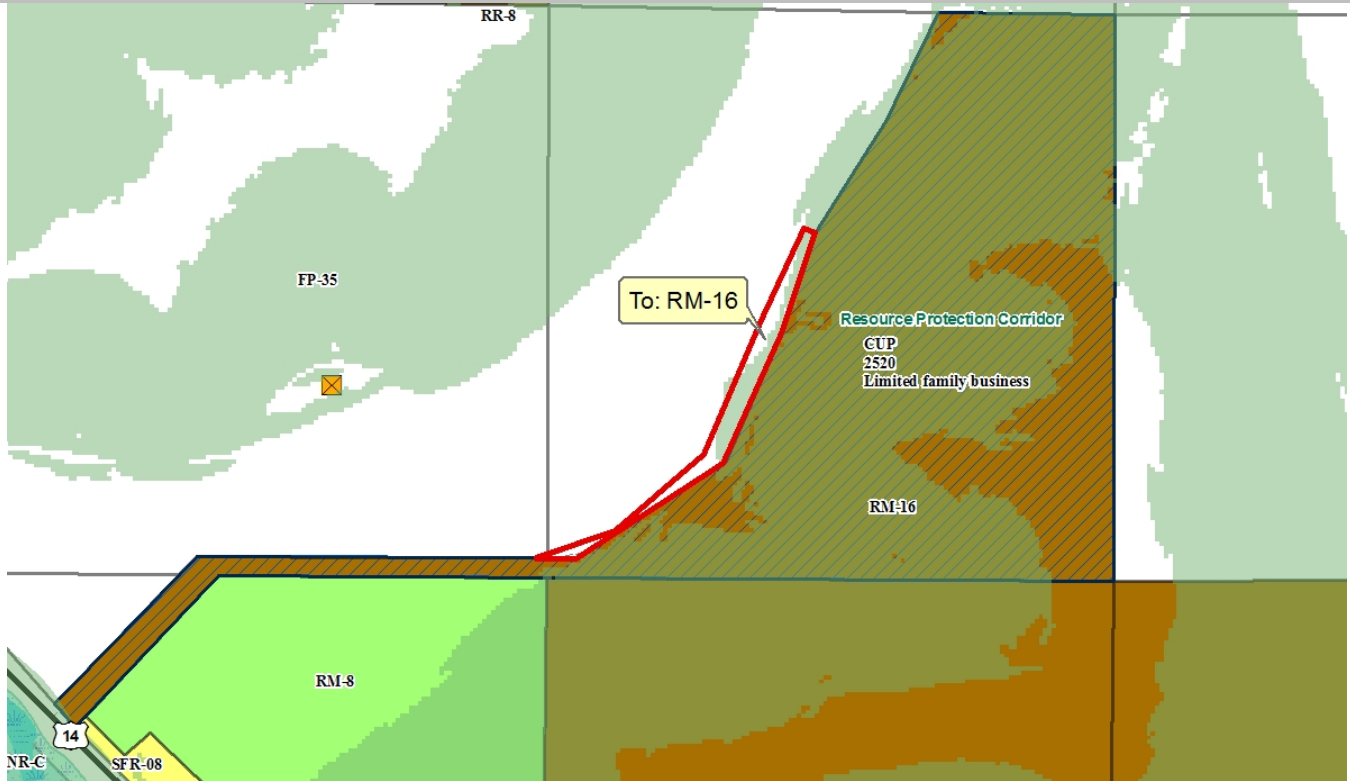 RR-8
FP-35
To: RM-16
Resource Protection Corridor
CUP
2520
Limited family business
RM-16
RM-8
14
NR-C
SFR-08